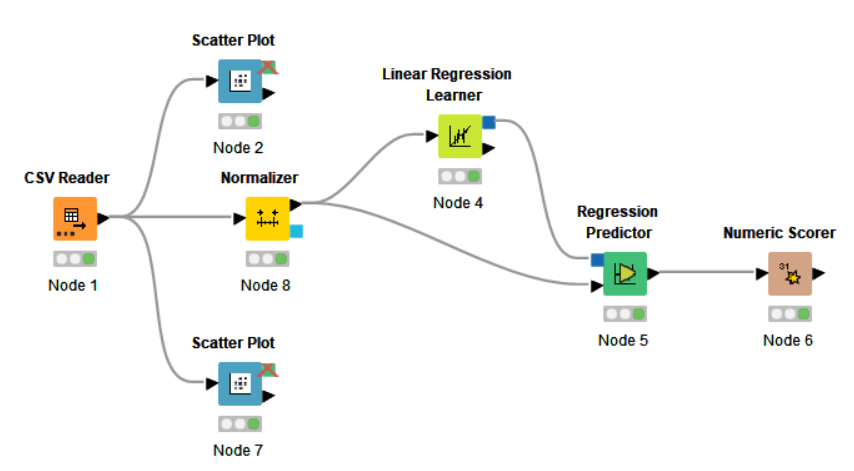 Scatter Plot
Node 2
Linear Regression
Learner
Node 4
CSV Reader
Node 1
Normalizer
Node 8
Regression
Predictor
Node 5
Numeric Scorer
31
Node 6
Scatter Plot
Node 7